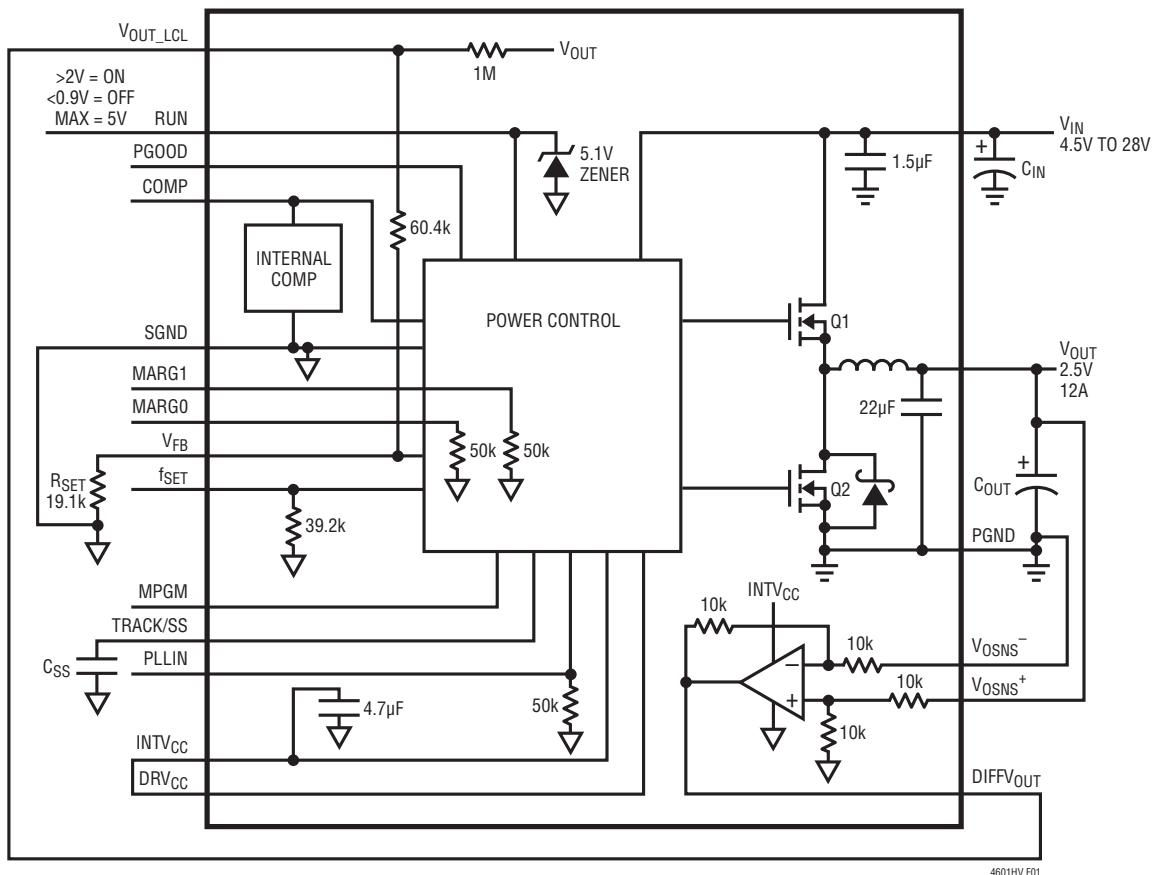 VOUT_LCL
1M
VOUT
>2V = ON
<0.9V = OFF
MAX = 5V
RUN
PGOOD
COMP
5.1V
ZENER
1.5µF
VIN
4.5V TO 28V
+
CIN
60.4k
INTERNAL
COMP
POWER CONTROL
Q1
SGND
MARG1
MARG0
VFB
fSET
50k
50k
RSET
19.1k
39.2k
22µF
VOUT
2.5V
12A
Q2
+
COUT
PGND
MPGM
TRACK/SS
CSS
PLLIN
50k
4.7µF
INTVCC
DRVCC
INTVCC
10k
10k
−
+
10k
10k
VOSNS−
VOSNS+
DIFFVOUT
4601HV F01